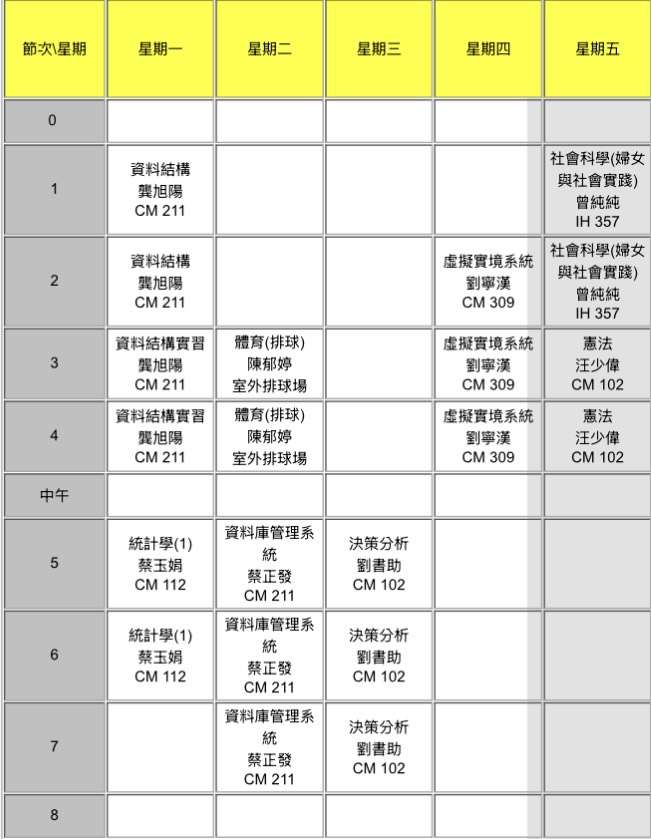 節次\星期 星期一 星期二 星期三 星期四 星期五
0
1
資料結構
龔旭陽
CM 211
社會科學(婦女
與社會實踐)
曾純純
IH 357
2
資料結構
龔旭陽
CM 211
虛擬實境系統
劉寧漢
CM 309
社會科學(婦女
與社會實踐)
曾純純
IH 357
3
資料結構實習
龔旭陽
CM 211
體育(排球)
陳郁婷
室外排球場
虛擬實境系統
劉寧漢
CM 309
憲法
汪少偉
CM 102
4
資料結構實習
龔旭陽
CM 211
體育(排球)
陳郁婷
室外排球場
虛擬實境系統
劉寧漢
CM 309
憲法
汪少偉
CM 102
中午
5
統計學(1)
蔡玉娟
CM 112
資料庫管理系
統
蔡正發
CM 211
決策分析
劉書助
CM 102
6
統計學(1)
蔡玉娟
CM 112
資料庫管理系
統
蔡正發
CM 211
決策分析
劉書助
CM 102
7
資料庫管理系
統
蔡正發
CM 211
決策分析
劉書助
CM 102
8